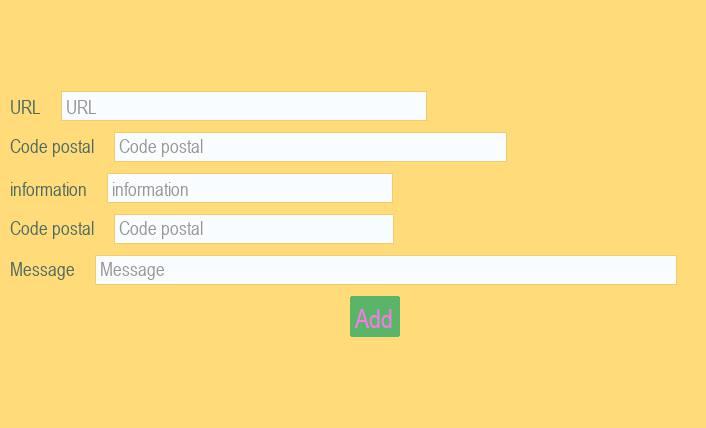 URL URL
Code postal Code postal
information information
Code postal Code postal
Message Message
Add